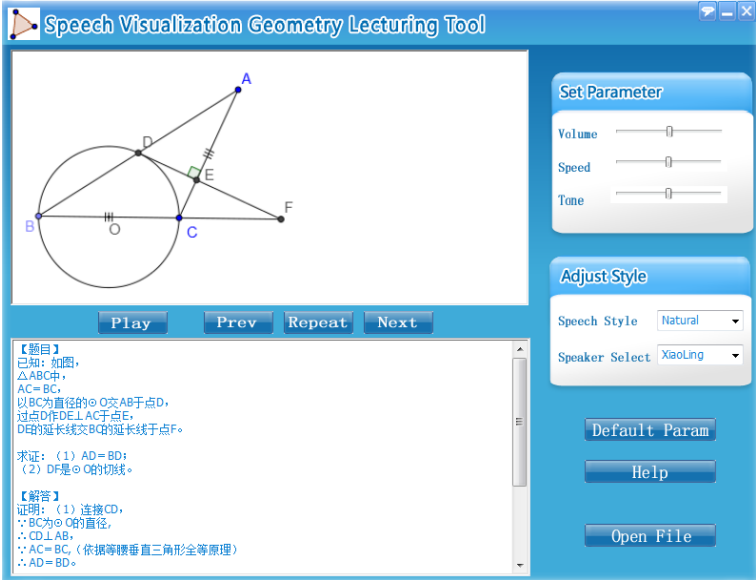 Speech Visualization Geometry Lecturing Tool
A
D
E
F
B
O
C
Set Parameter
Volume
Speed
Tone
Adjust Style
Speech Style Natural
Speaker Select XiaoLing
Play Prev Repeat Next
【题目】
已知：如图，
△ABC中，
AC=BC，
以BC为直径的⊙O交AB于点D，
过点D作DE⊥AC于点E，
DE的延长线交BC的延长线于点F。
求证：（1）AD=BD；
（2）DF是⊙O的切线。
【解答】
证明：（1）连接CD，
∵BC为⊙O的直径，
∴CD⊥AB，
∵AC=BC，（依据等腰垂直三角形全等原理）
∴AD=BD。
Default Param
Help
Open File